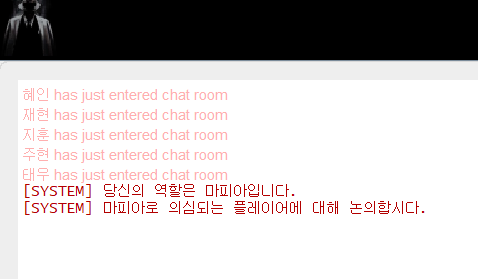 혜인 has just entered chat room
재현 has just entered chat room
지훈 has just entered chat room
주현 has just entered chat room
태우 has just entered chat room
[SYSTEM] 당신의 역할은 마피아입니다.
[SYSTEM] 마피아로 의심되는 플레이어에 대해 논의합시다.